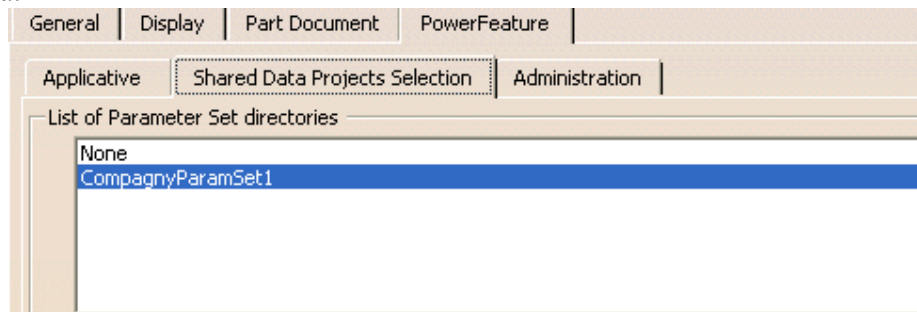 General Display Part Document PowerFeature
Applicative Shared Data Projects Selection Administration
List of Parameter Set directories
None
CompagnyParamSet1